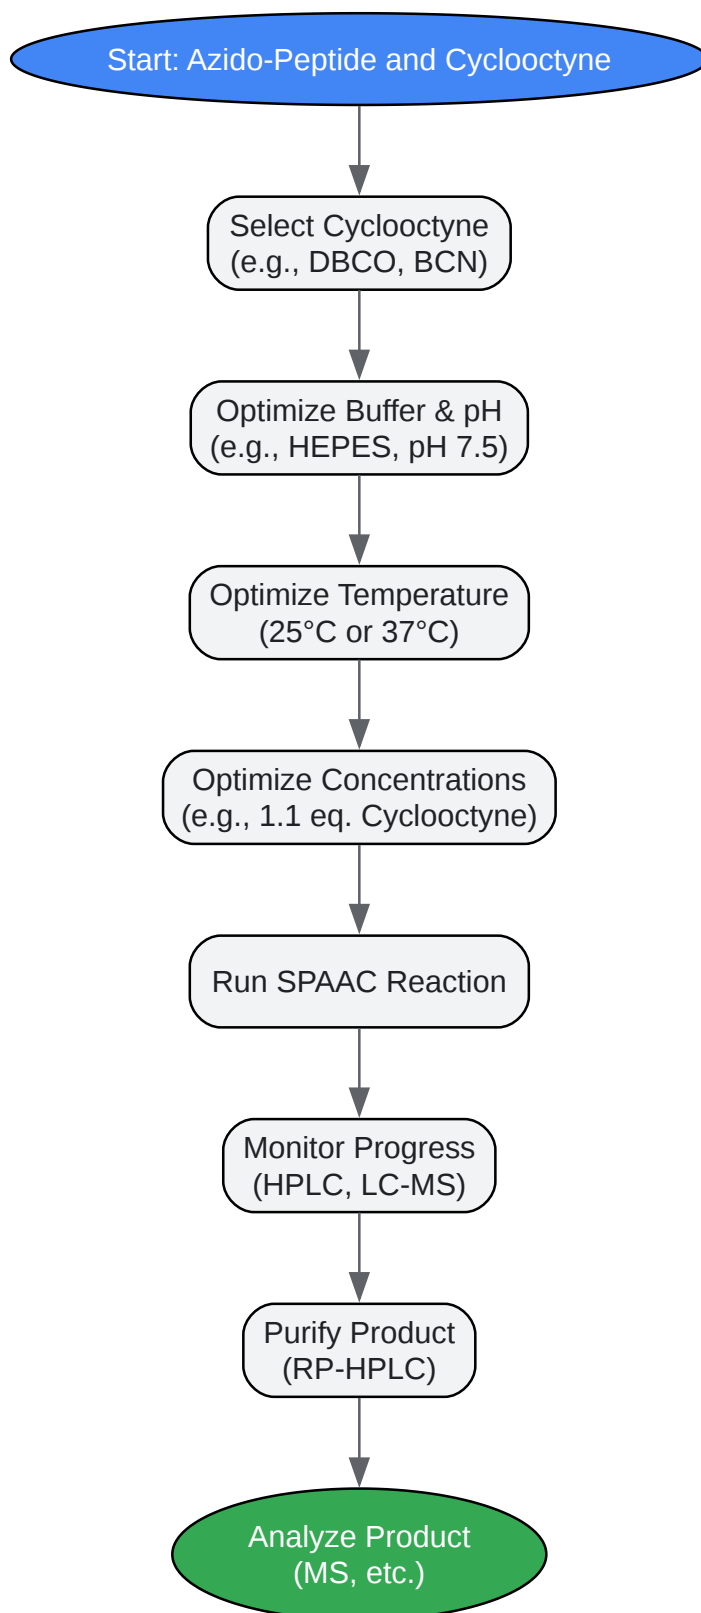 Start: Azido-Peptide and Cyclooctyne
Select Cyclooctyne
(e.g., DBCO, BCN)
Optimize Buffer & pH
(e.g., HEPES, pH 7.5)
Optimize Temperature
(25°C or 37°C)
Optimize Concentrations
(e.g., 1.1 eq. Cyclooctyne)
Run SPAAC Reaction
Monitor Progress
(HPLC, LC-MS)
Purify Product
(RP-HPLC)
Analyze Product
(MS, etc.)